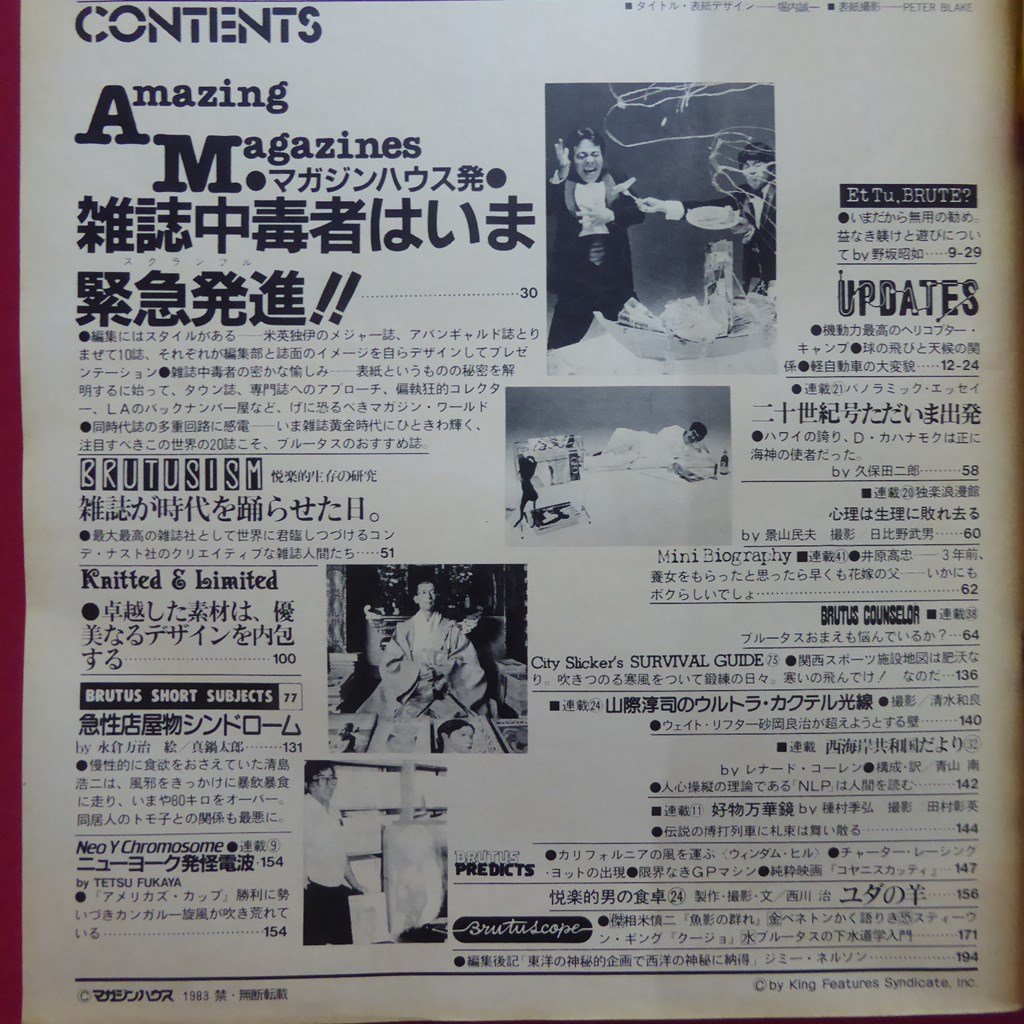 CONTENTS
■タイトル・表紙デザイン――堀内誠一 ■表紙撮影――PETER BLAKE
Amazing
Magazines
●マガジンハウス発●
雑誌中毒者はいま
スクランブル
緊急発進!! 30
●編集にはスタイルがある――米英独伊のメジャー誌、アバンギャルド誌とり
まぜて10誌、それぞれが編集部と誌面のイメージを自らデザインしてプレゼ
ンテーション●雑誌中毒者の密かな愉しみ――表紙というものの秘密を解
明するに始って、タウン誌、専門誌へのアプローチ、偏執狂的コレクタ
ー、LAのバックナンバー屋など、げに恐るべきマガジン・ワールド
●同時代誌の多重回路に感電――いま雑誌黄金時代にひときわ輝く、
注目すべきこの世界の20誌こそ、ブルータスのおすすめ誌。
BRUTUSISM 悦楽的生存の研究
雑誌が時代を踊らせた日。
●最大最高の雑誌社として世界に君臨しつづけるコン
デ・ナスト社のクリエイティブな雑誌人間たち……51
Knitted & Limited
●卓越した素材は、優
美なるデザインを内包
する 100
BRUTUS SHORT SUBJECTS 77
急性店屋物シンドローム
by 永倉万治 絵/真鍋太郎 131
●慢性的に食欲をおさえていた清島
浩二は、風邪をきっかけに暴飲暴食
に走り、いまや80キロをオーバー。
同居人のトモ子との関係も最悪に。
Neo Y Chromosome ●連載⑨
ニューヨーク発怪電波 154
by TETSU FUKAYA
●『アメリカズ・カップ』勝利に勢
いづきカンガルー旋風が吹き荒れて
いる 154
Et Tu, BRUTE?
●いまだから無用の勧め。
益なき躾けと遊びについ
て by 野坂昭如……9-29
UPDATES
●機動力最高のヘリコプター・
キャンプ●球の飛びと天候の関
係●軽自動車の大変貌……12-24
●連載㉑パノラミック・エッセイ
二十世紀号ただいま出発
●ハワイの誇り、D・カハナモクは正に
海神の使者だった。
by 久保田二郎 58
■連載⑳独楽浪漫館
心理は生理に敗れ去る
by 景山民夫 撮影/日比野武男 60
Mini Biography ■連載㊶●井原高忠――3年前、
養女をもらったと思ったら早くも花嫁の父――いかにも
ボクらしいでしょ 62
BRUTUS COUNSELOR ■連載㊳
ブルータスおまえも悩んでいるか?…64
City Slicker's SURVIVAL GUIDE 75 ●関西スポーツ施設地図は肥沃な
り。吹きつのる寒風をついて鍛練の日々。寒いの飛んでけ! なのだ…136
■連載24 山際淳司のウルトラ・カクテル光線 ●撮影/清水和良
●ウェイト・リフター砂岡良治が超えようとする壁 140
■連載 西海岸共和国だより㉜
by レナード・コーレン●構成・訳/青山 南
●人心操縦の理論である「NLP」は人間を読む 142
■連載⑪ 好物万華鏡 by 種村季弘 撮影 田村彰英
●伝説の博打列車に札束は舞い散る 144
BRUTUS PREDICTS
●カリフォルニアの風を運ぶ〈ウィンダム・ヒル〉●チャーター・レーシング
・ヨットの出現●限界なきGPマシン●純粋映画『コヤニスカッティ』…147
悦楽的男の食卓㉔ 製作・撮影・文/西川 治 ユダの羊 156
Brutuscope
●傑相米慎二『魚影の群れ』金ベネトンかく語りき恐スティーヴ
ン・キング『クージョ』水ブルータスの下水道学入門 171
●編集後記「東洋の神秘的企画で西洋の神秘に納得」ジミー・ネルソン 194
©マガジンハウス 1983 禁・無断転載
© by King Features Syndicate, Inc.